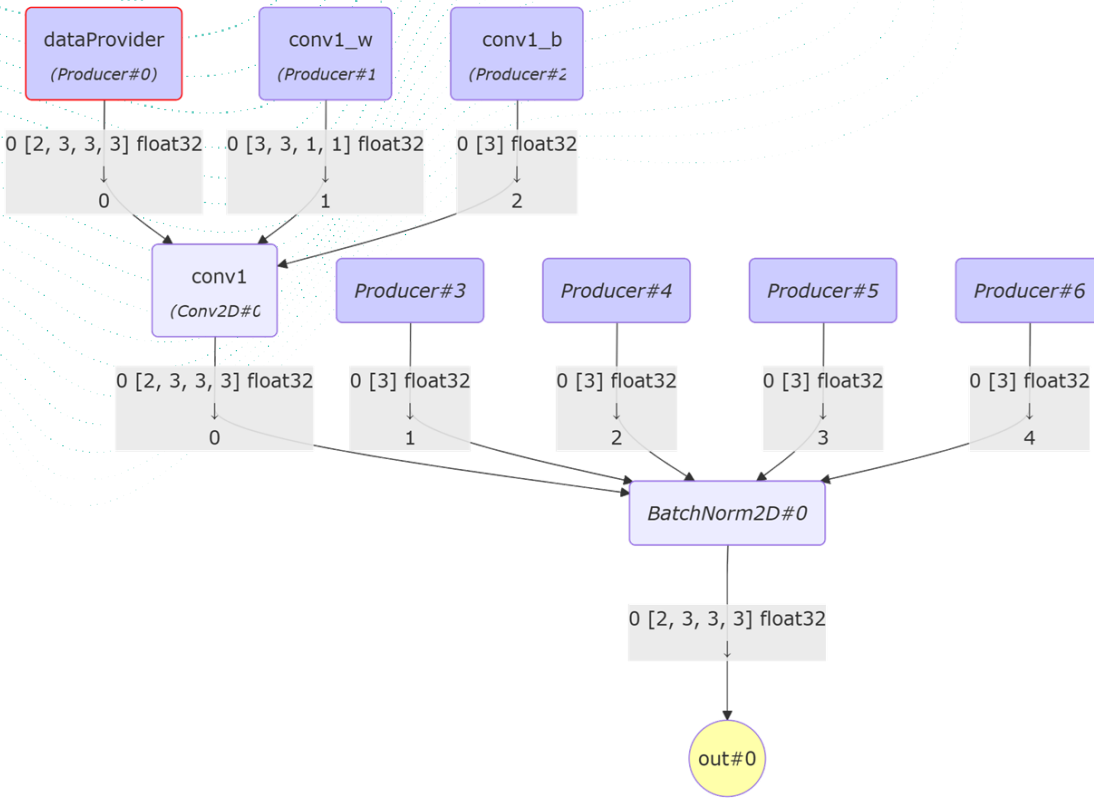 dataProvider
(Producer#0)
conv1_w
(Producer#1
conv1_b
(Producer#2
0 [2, 3, 3, 3] float32
↓
0
0 [3, 3, 1, 1] float32
↓
1
0 [3] float32
↓
2
conv1
(Conv2D#0
Producer#3
Producer#4
Producer#5
Producer#6
0 [2, 3, 3, 3] float32
↓
0
0 [3] float32
↓
1
0 [3] float32
↓
2
0 [3] float32
↓
3
0 [3] float32
↓
4
BatchNorm2D#0
0 [2, 3, 3, 3] float32
↓
out#0